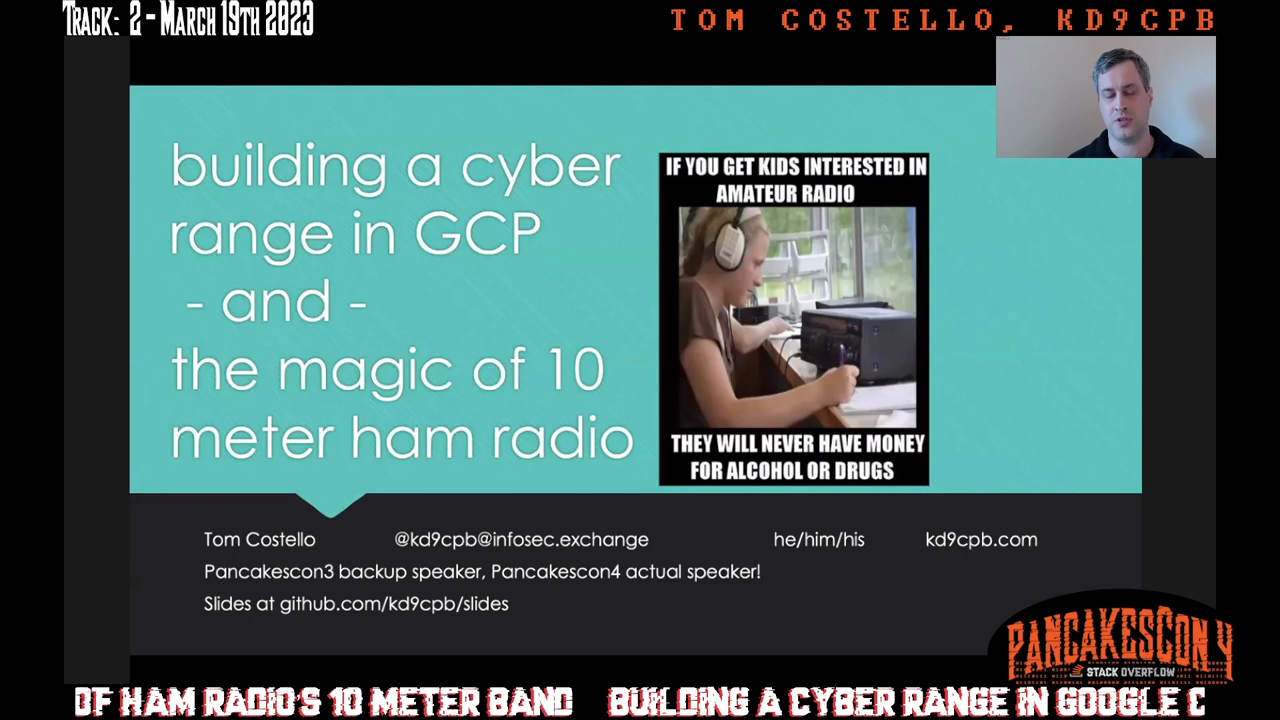 Track: 2 - March 19th 2023
TOM COSTELLO, KD9CPB
building a cyber
range in GCP
- and -
the magic of 10
meter ham radio
IF YOU GET KIDS INTERESTED IN
AMATEUR RADIO
THEY WILL NEVER HAVE MONEY
FOR ALCOHOL OR DRUGS
Tom Costello @kd9cpb@infosec.exchange he/him/his kd9cpb.com
Pancakescon3 backup speaker, Pancakescon4 actual speaker!
Slides at github.com/kd9cpb/slides
PANCAKESCON 4
STACK OVERFLOW
OF HAM RADIO'S 10 METER BAND BUILDING A CYBER RANGE IN GOOGLE C